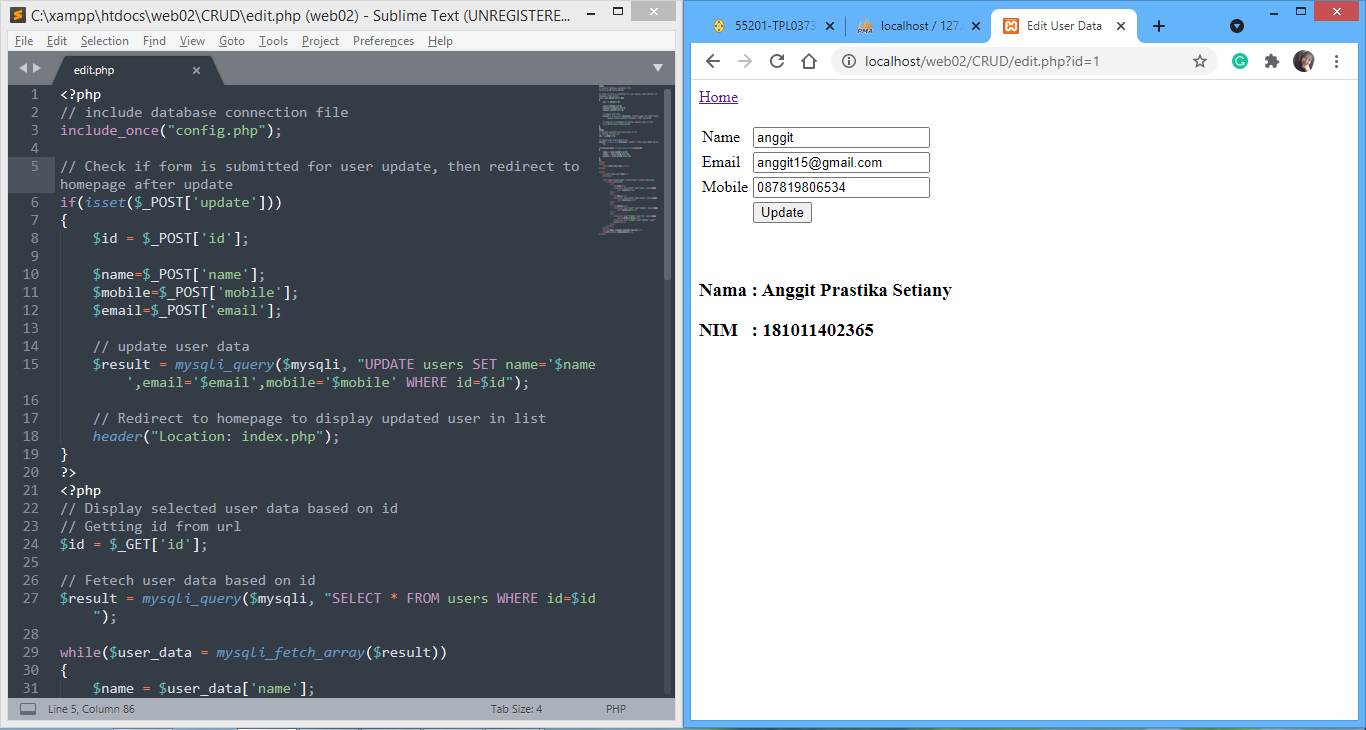 C:\xampp\htdocs\web02\CRUD\edit.php (web02) - Sublime Text (UNREGISTERE...
File Edit Selection Find View Goto Tools Project Preferences Help
edit.php
1 <?php
2 // include database connection file
3 include_once("config.php");
4
5 // Check if form is submitted for user update, then redirect to
homepage after update
6 if(isset($_POST['update']))
7 {
8 $id = $_POST['id'];
9
10 $name=$_POST['name'];
11 $mobile=$_POST['mobile'];
12 $email=$_POST['email'];
13
14 // update user data
15 $result = mysqli_query($mysqli, "UPDATE users SET name='$name
',email='$email',mobile='$mobile' WHERE id=$id");
16
17 // Redirect to homepage to display updated user in list
18 header("Location: index.php");
19 }
20 ?>
21 <?php
22 // Display selected user data based on id
23 // Getting id from url
24 $id = $_GET['id'];
25
26 // Fetech user data based on id
27 $result = mysqli_query($mysqli, "SELECT * FROM users WHERE id=$id
");
28
29 while($user_data = mysqli_fetch_array($result))
30 {
31 $name = $user_data['name'];
Line 5, Column 86 Tab Size: 4 PHP
55201-TPL0373 localhost / 127. Edit User Data
localhost/web02/CRUD/edit.php?id=1
Home
Name anggit
Email anggit15@gmail.com
Mobile 087819806534
Update
Nama : Anggit Prastika Setiany
NIM : 181011402365